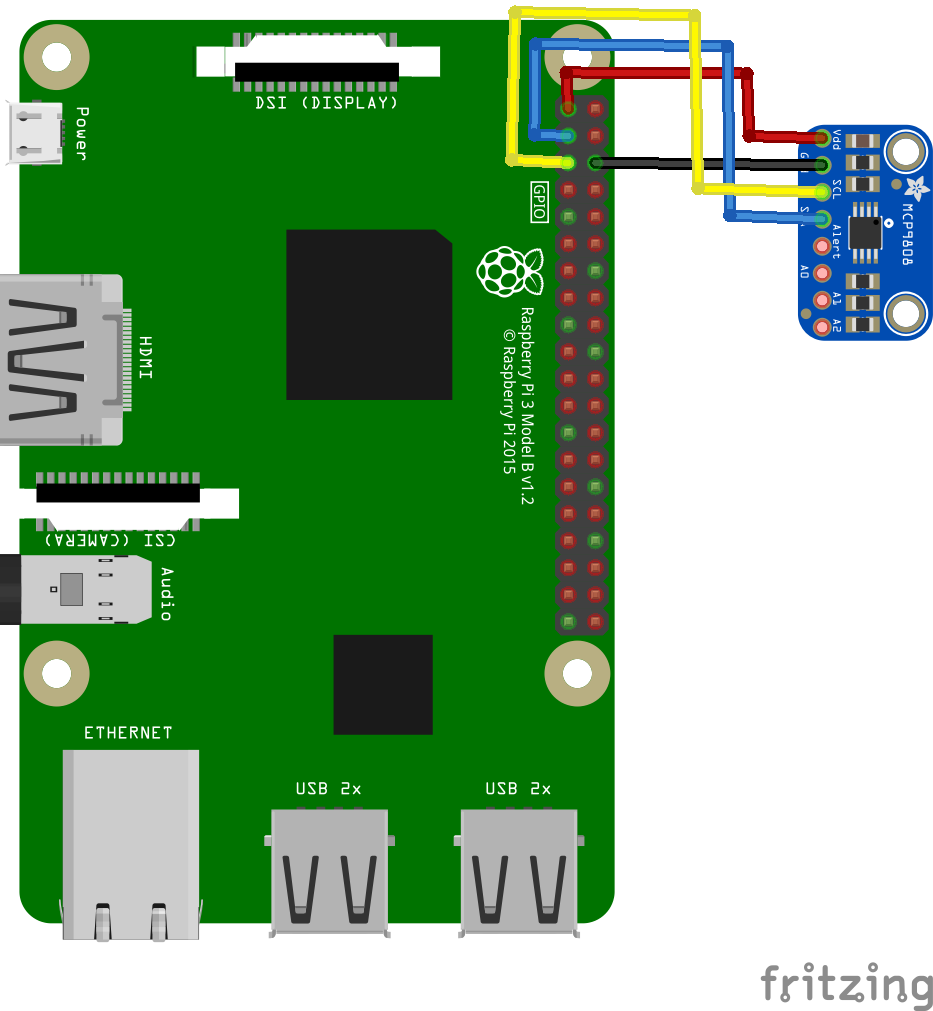 DSI (DISPLAY)
Power
Vdd
SCL
Alert
A0
A1
A2
MCP9808
GPIO
Raspberry Pi 3 Model B v1.2
© Raspberry Pi 2015
HDMI
CSI (CAMERA)
Audio
ETHERNET
USB 2x
USB 2x
fritzing